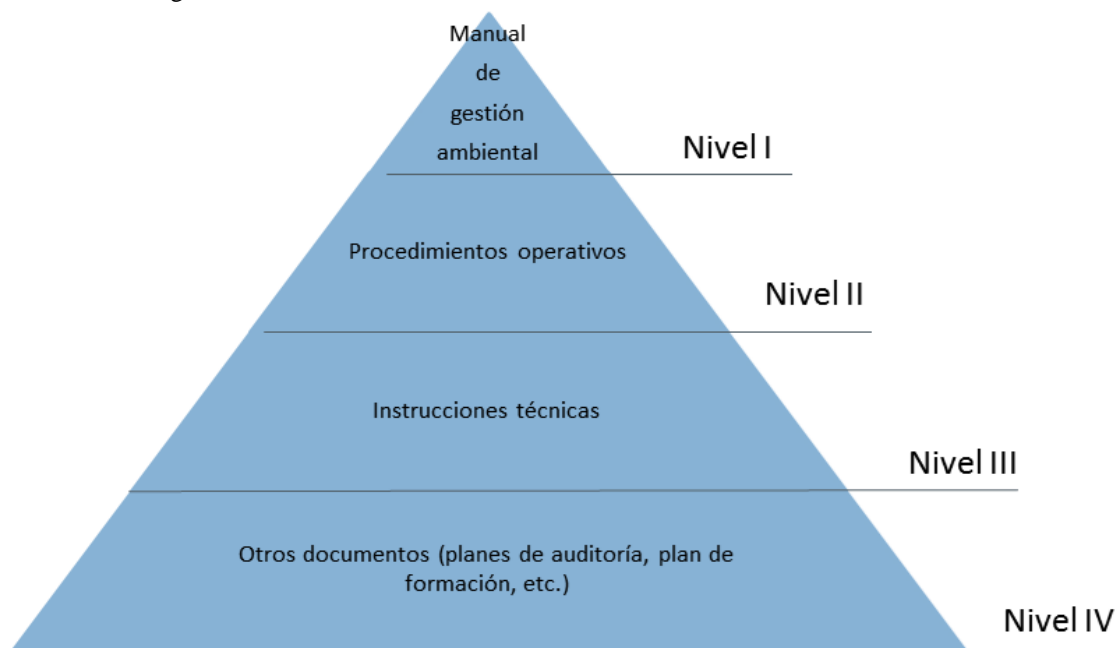 Manual
de
gestión
ambiental
Nivel I
Procedimientos operativos
Nivel II
Instrucciones técnicas
Nivel III
Otros documentos (planes de auditoría, plan de
formación, etc.)
Nivel IV